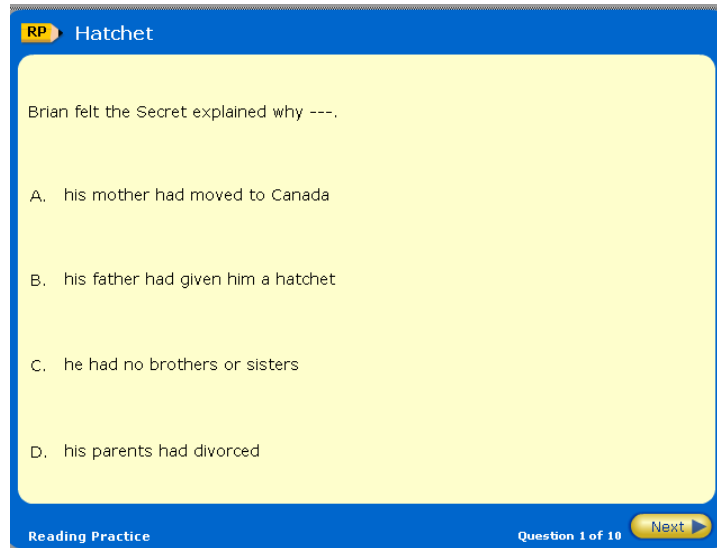 RP Hatchet
Brian felt the Secret explained why ---.
A. his mother had moved to Canada
B. his father had given him a hatchet
C. he had no brothers or sisters
D. his parents had divorced
Reading Practice Question 1 of 10 Next